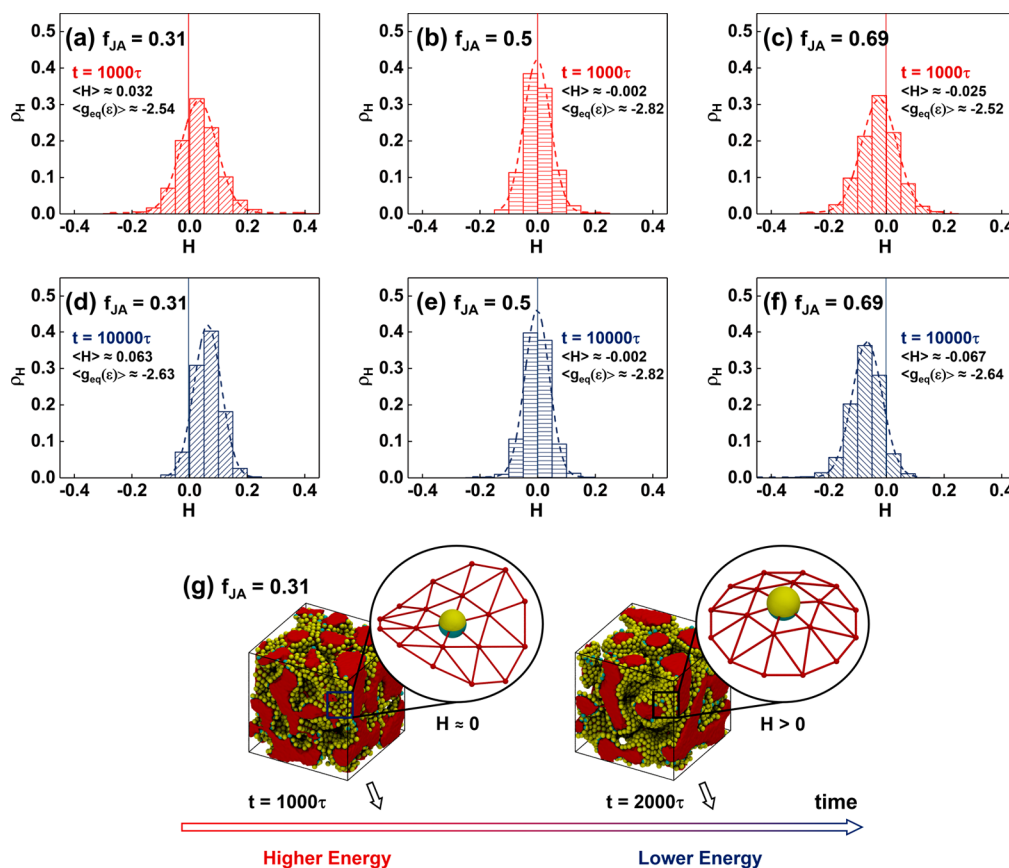 (a) f_JA = 0.31
t = 1000τ
<H> ≈ 0.032
<g_eq(ε)> ≈ -2.54
ρ_H
0.5
0.4
0.3
0.2
0.1
0.0
-0.4 -0.2 0.0 0.2 0.4
H
(b) f_JA = 0.5
t = 1000τ
<H> ≈ -0.002
<g_eq(ε)> ≈ -2.82
ρ_H
0.5
0.4
0.3
0.2
0.1
0.0
-0.4 -0.2 0.0 0.2 0.4
H
(c) f_JA = 0.69
t = 1000τ
<H> ≈ -0.025
<g_eq(ε)> ≈ -2.52
ρ_H
0.5
0.4
0.3
0.2
0.1
0.0
-0.4 -0.2 0.0 0.2 0.4
H
(d) f_JA = 0.31
t = 10000τ
<H> ≈ 0.063
<g_eq(ε)> ≈ -2.63
ρ_H
0.5
0.4
0.3
0.2
0.1
0.0
-0.4 -0.2 0.0 0.2 0.4
H
(e) f_JA = 0.5
t = 10000τ
<H> ≈ -0.002
<g_eq(ε)> ≈ -2.82
ρ_H
0.5
0.4
0.3
0.2
0.1
0.0
-0.4 -0.2 0.0 0.2 0.4
H
(f) f_JA = 0.69
t = 10000τ
<H> ≈ -0.067
<g_eq(ε)> ≈ -2.64
ρ_H
0.5
0.4
0.3
0.2
0.1
0.0
-0.4 -0.2 0.0 0.2 0.4
H
(g) f_JA = 0.31
H ≈ 0
H > 0
t = 1000τ
t = 2000τ
time
Higher Energy
Lower Energy